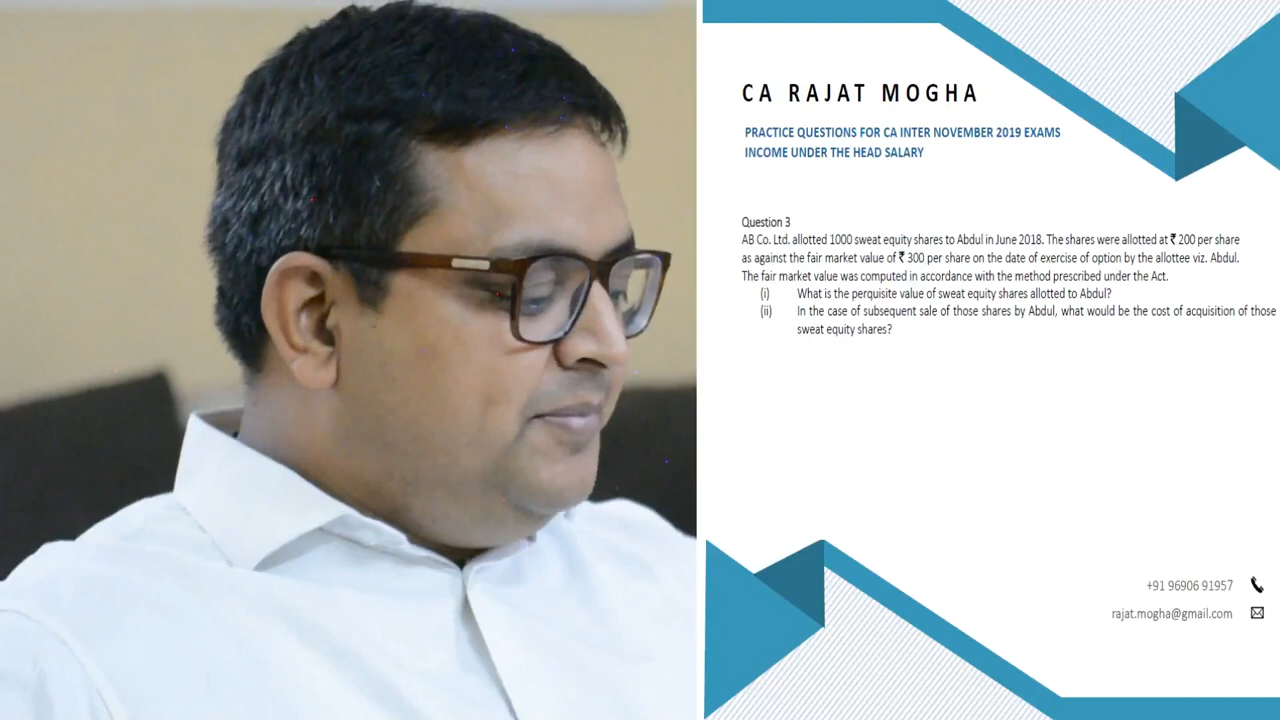 CA RAJAT MOGHA
PRACTICE QUESTIONS FOR CA INTER NOVEMBER 2019 EXAMS
INCOME UNDER THE HEAD SALARY
Question 3
AB Co. Ltd. allotted 1000 sweat equity shares to Abdul in June 2018. The shares were allotted at ₹ 200 per share
as against the fair market value of ₹ 300 per share on the date of exercise of option by the allottee viz. Abdul.
The fair market value was computed in accordance with the method prescribed under the Act.
(i) What is the perquisite value of sweat equity shares allotted to Abdul?
(ii) In the case of subsequent sale of those shares by Abdul, what would be the cost of acquisition of those
sweat equity shares?
+91 96906 91957
rajat.mogha@gmail.com